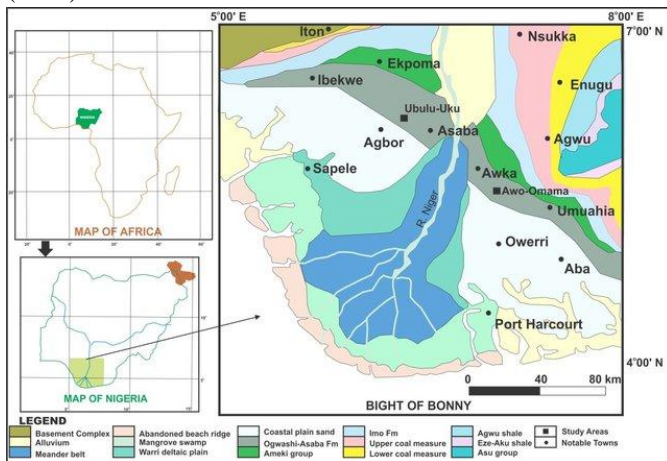 5°00' E
8°00' E
7°00' N
Iton
Nsukka
Ekpoma
Ibekwe
Enugu
Ubulu-Uku
Agbor
Asaba
Agwu
Sapele
Awka
Awo-Omama
R. Niger
Umuahia
Owerri
Aba
Port Harcourt
4°00' N
0 40 80 km
BIGHT OF BONNY
NIGERIA
MAP OF AFRICA
MAP OF NIGERIA
LEGEND
Basement Complex
Alluvium
Meander belt
Abandoned beach ridge
Mangrove swamp
Warri deltaic plain
Coastal plain sand
Ogwashi-Asaba Fm
Ameki group
Imo Fm
Upper coal measure
Lower coal measure
Agwu shale
Eze-Aku shale
Asu group
Study Areas
Notable Towns